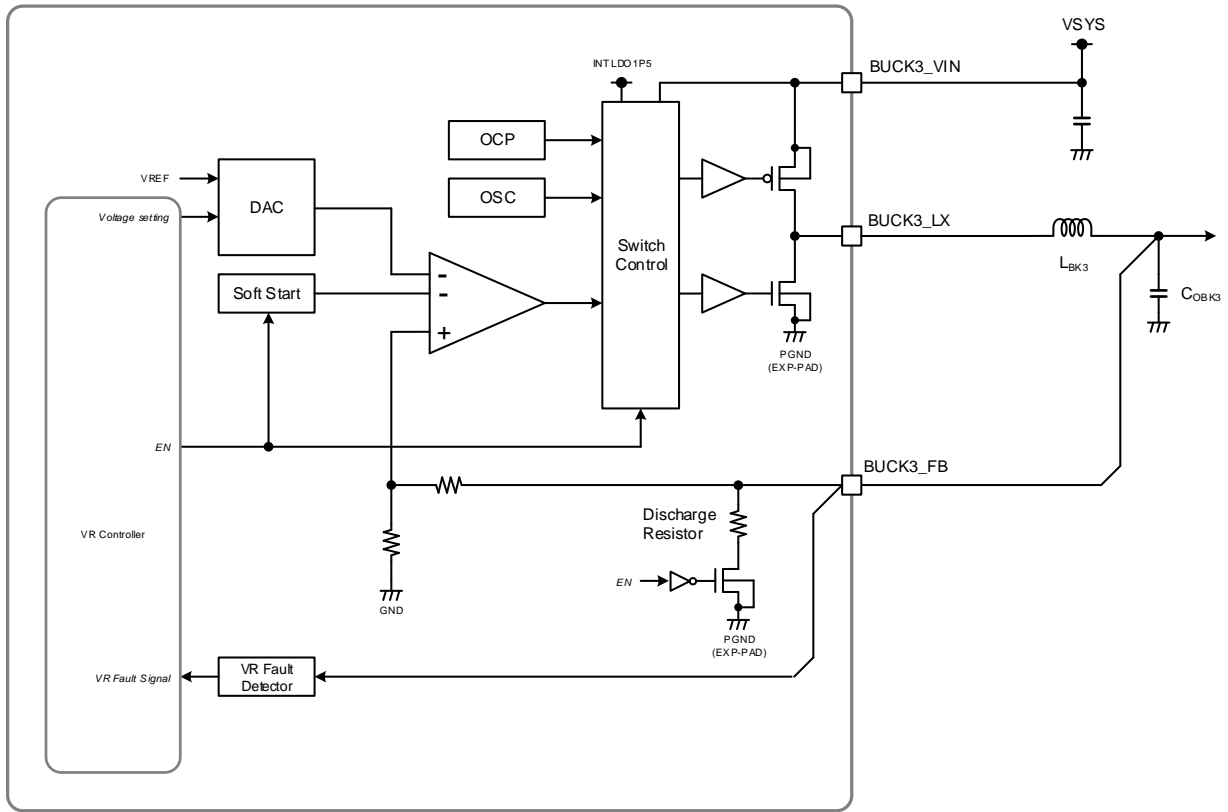 VSYS
INTLDO1P5
BUCK3_VIN
OCP
VREF
DAC
OSC
Voltage setting
BUCK3_LX
Switch
Control
LBK3
-
-
+
Soft Start
COBK3
PGND
(EXP-PAD)
EN
BUCK3_FB
Discharge
Resistor
VR Controller
EN
GND
PGND
(EXP-PAD)
VR Fault Signal
VR Fault
Detector